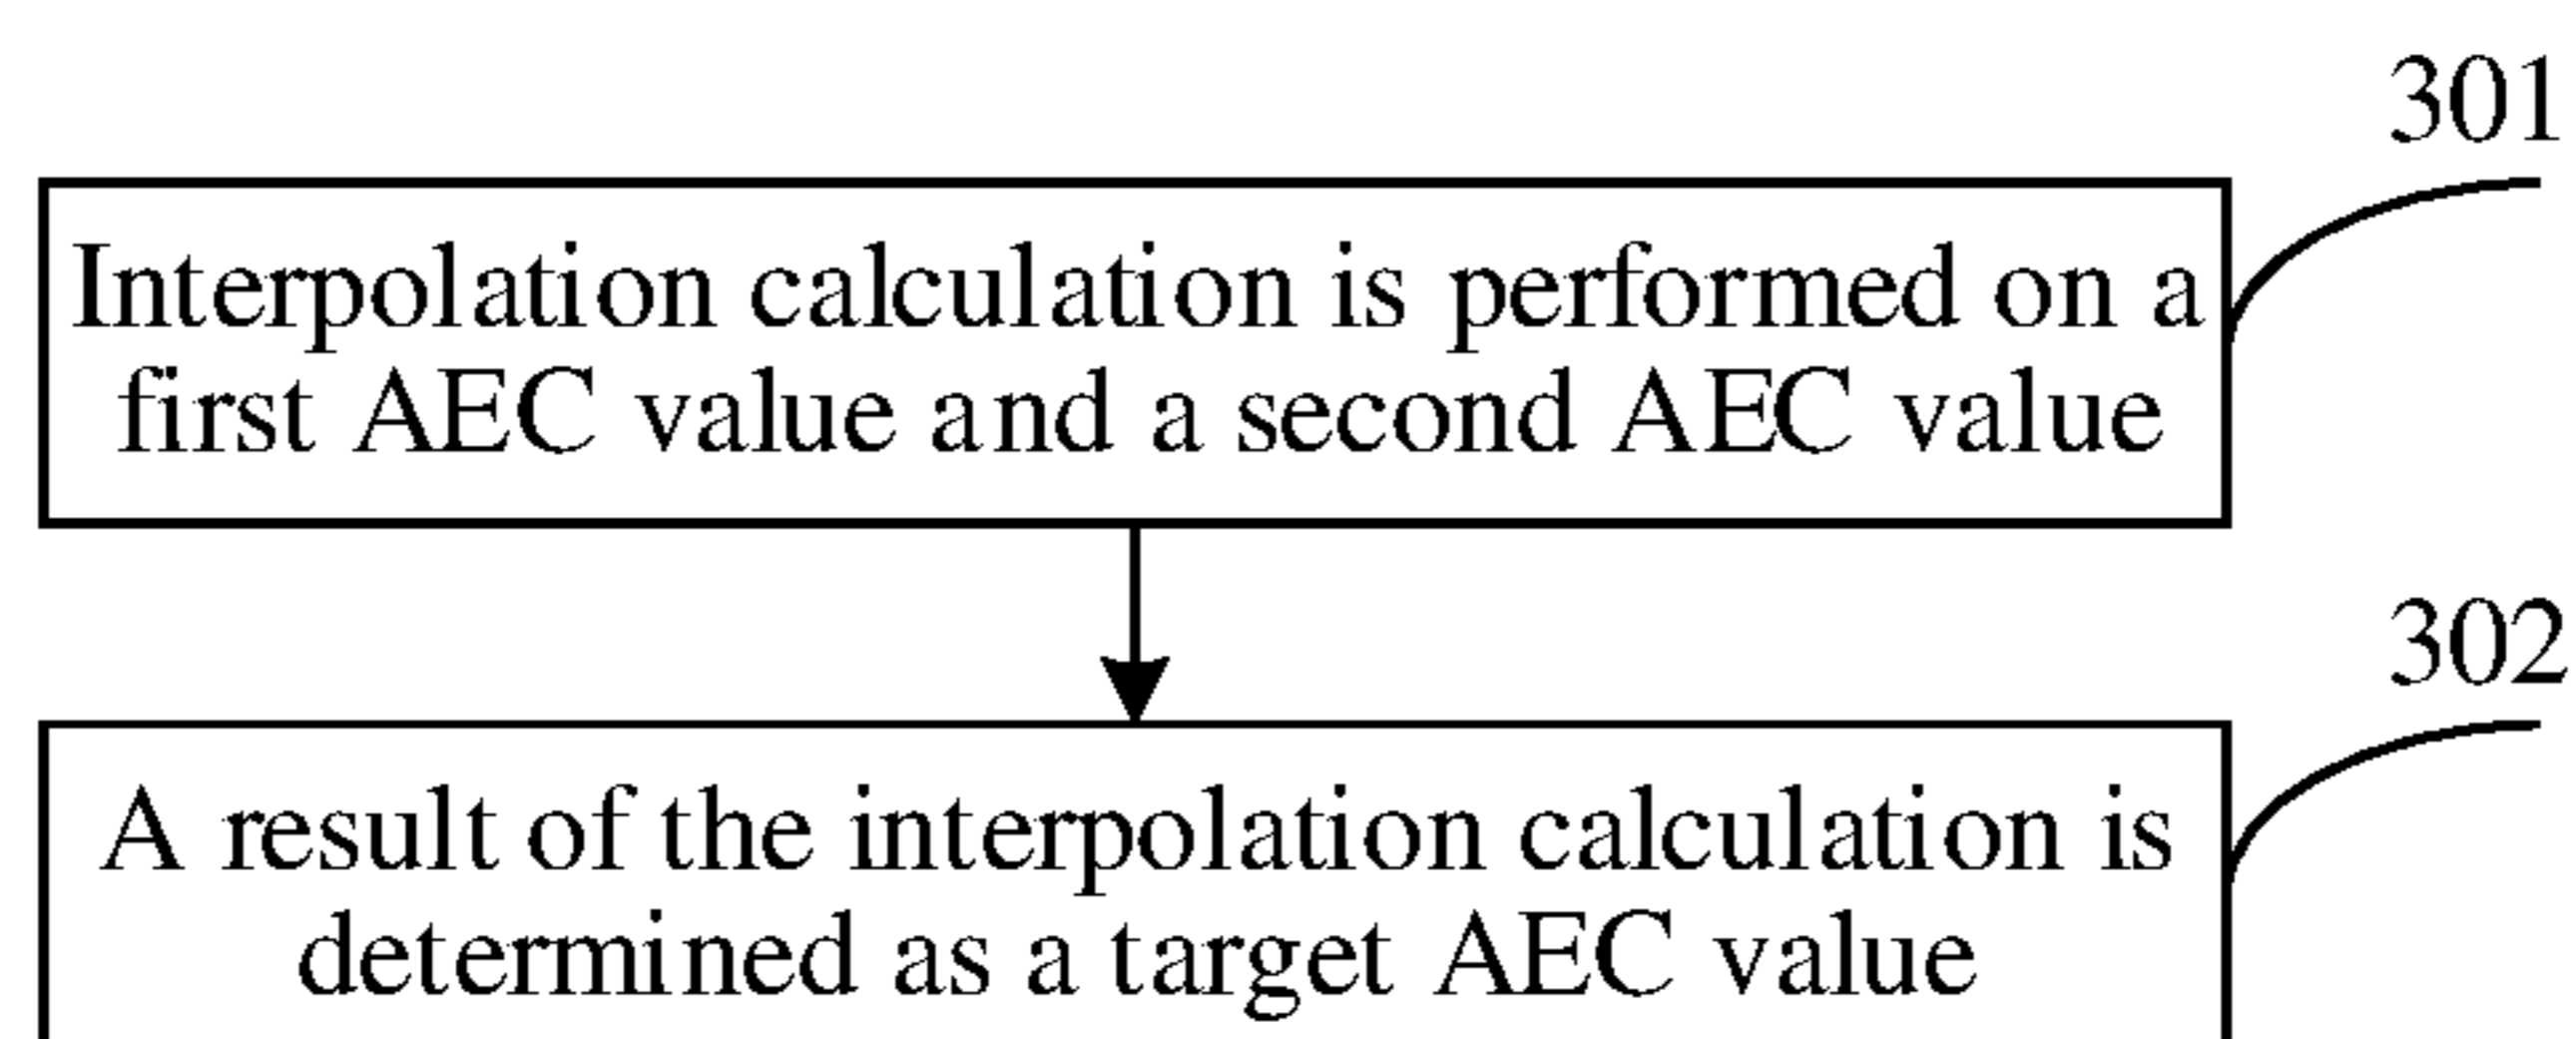 301
Interpolation calculation is performed on a
first AEC value and a second AEC value
302
A result of the interpolation calculation is
determined as a target AEC value